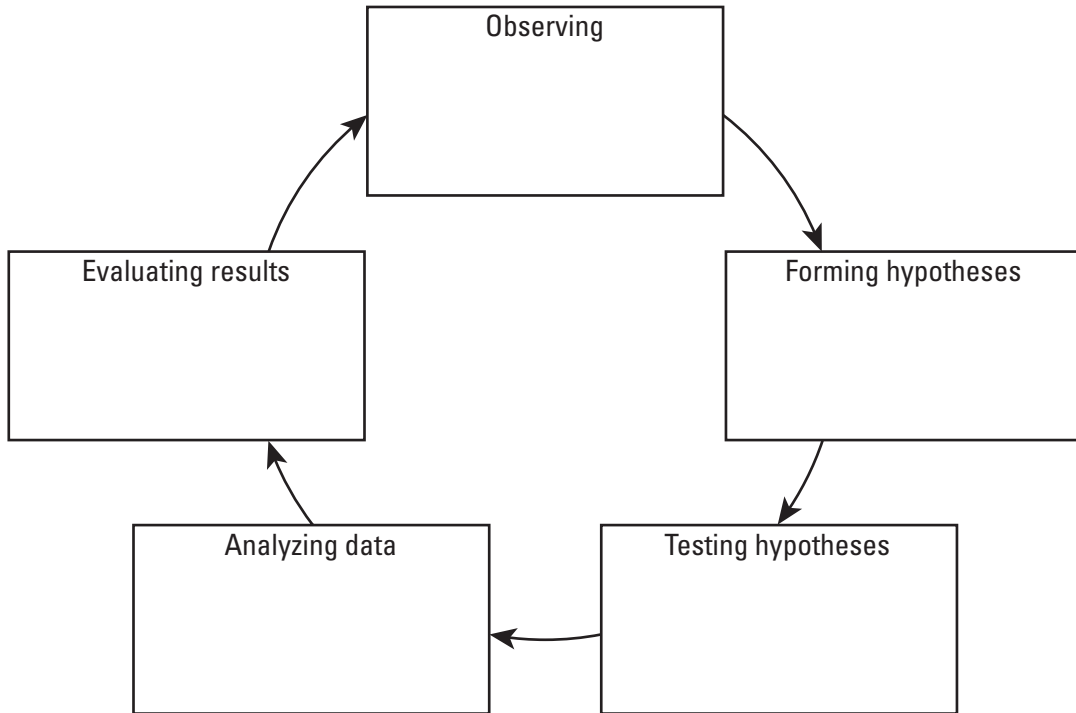 Observing
Forming hypotheses
Testing hypotheses
Analyzing data
Evaluating results